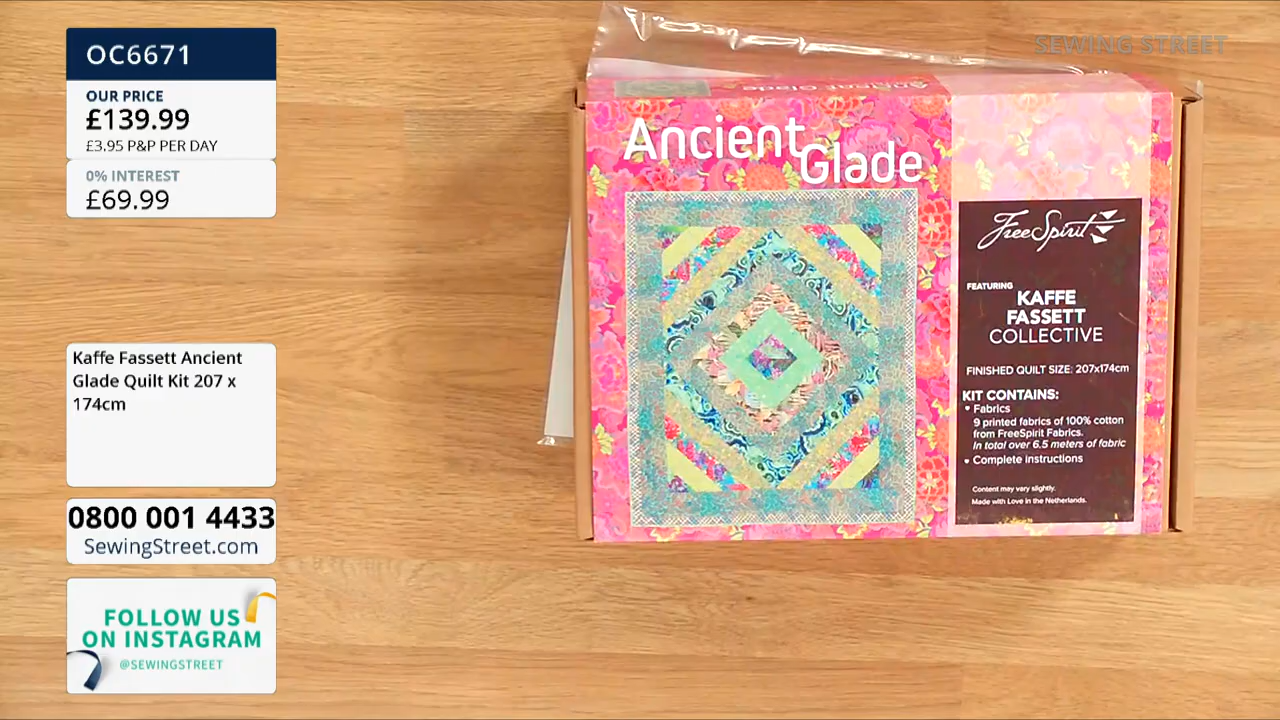 OC6671
OUR PRICE
£139.99
£3.95 P&P PER DAY
0% INTEREST
£69.99
Kaffe Fassett Ancient
Glade Quilt Kit 207 x
174cm
0800 001 4433
SewingStreet.com
FOLLOW US
ON INSTAGRAM
@SEWINGSTREET
SEWING STREET
Ancient Glade
Ancient
Glade
FreeSpirit
FEATURING
KAFFE
FASSETT
COLLECTIVE
FINISHED QUILT SIZE: 207x174cm
KIT CONTAINS:
• Fabrics
9 printed fabrics of 100% cotton
from FreeSpirit Fabrics.
In total over 6.5 meters of fabric
• Complete instructions
Content may vary slightly.
Made with Love in the Netherlands.